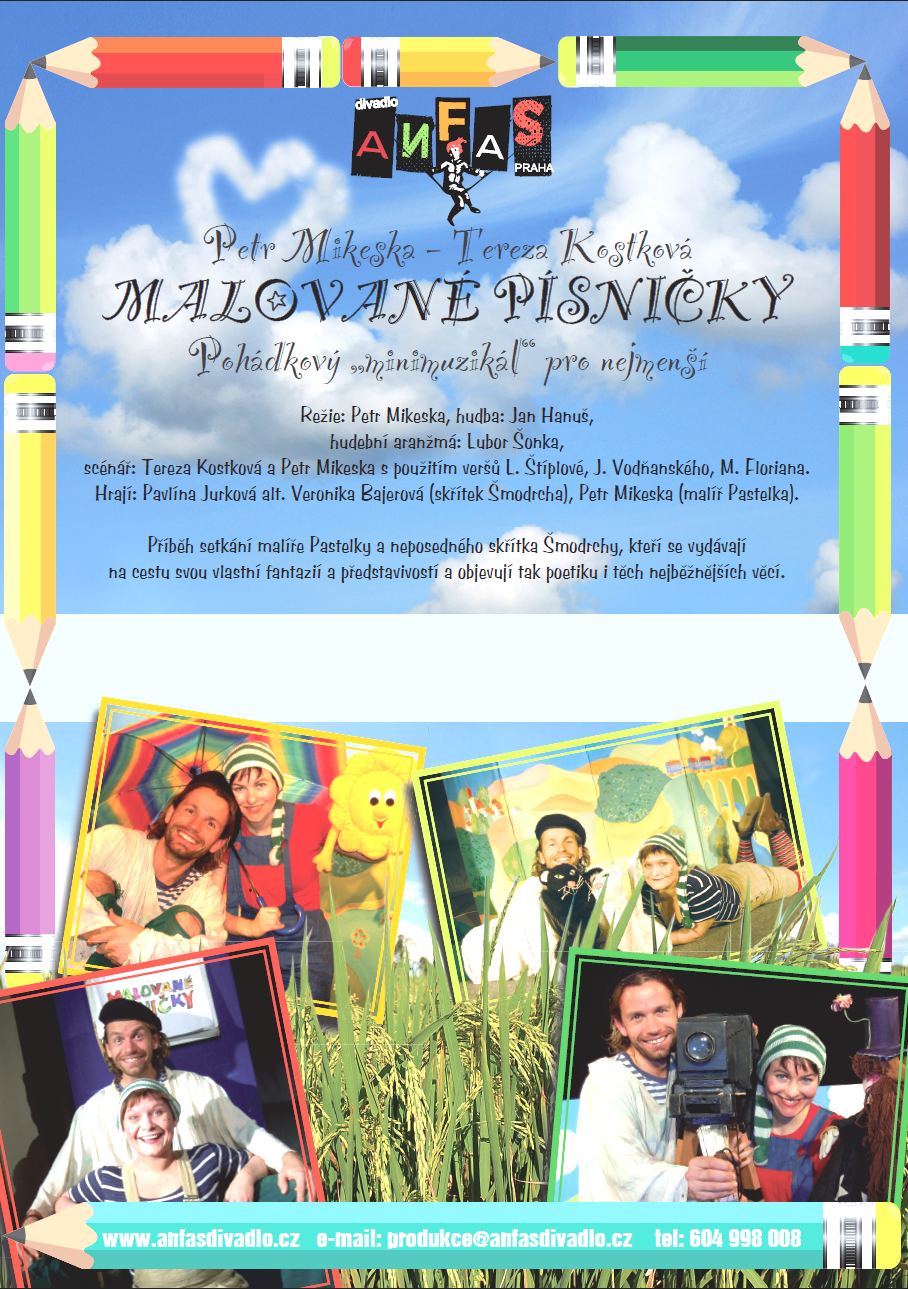 divadlo
ANFAS
PRAHA
Petr Mikeska – Tereza Kostková
MALOVANÉ PÍSNIČKY
Pohádkový „minimuzikál“ pro nejmenší
Režie: Petr Mikeska, hudba: Jan Hanuš,
hudební aranžmá: Lubor Šonka,
scénář: Tereza Kostková a Petr Mikeska s použitím veršů L. Štíplové, J. Vodňanského, M. Floriana.
Hrají: Pavlína Jurková alt. Veronika Bajerová (skřítek Šmodrcha), Petr Mikeska (malíř Pastelka).
Příběh setkání malíře Pastelky a neposedného skřítka Šmodrchy, kteří se vydávají
na cestu svou vlastní fantazií a představivostí a objevují tak poetiku i těch nejběžnějších věcí.
MALOVANÉ
www.anfasdivadlo.cz e-mail: produkce@anfasdivadlo.cz tel: 604 998 008